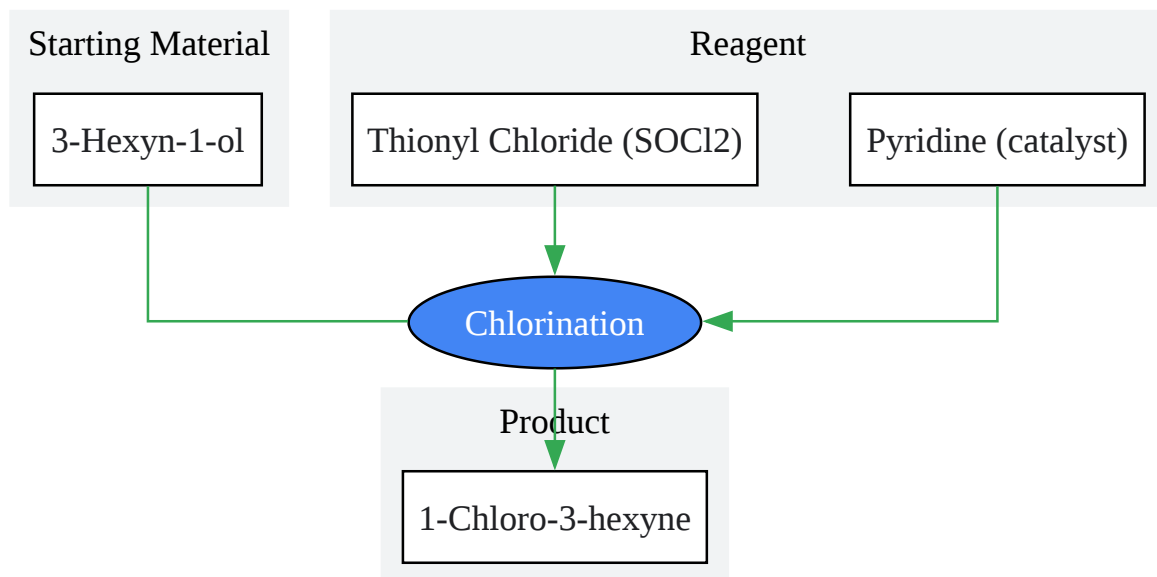 Starting Material
Reagent
3-Hexyn-1-ol
Thionyl Chloride (SOCl2)
Pyridine (catalyst)
Chlorination
Product
1-Chloro-3-hexyne